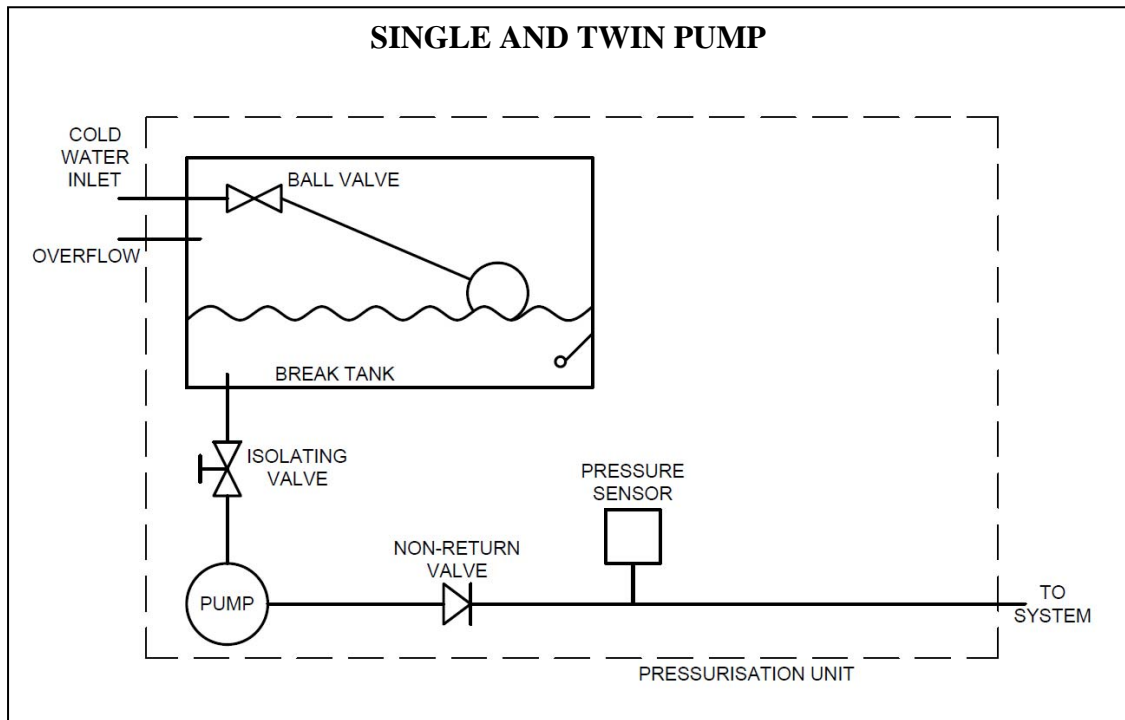 SINGLE AND TWIN PUMP
COLD
WATER
INLET
BALL VALVE
OVERFLOW
BREAK TANK
ISOLATING
VALVE
PRESSURE
SENSOR
NON-RETURN
VALVE
PUMP
TO
SYSTEM
PRESSURISATION UNIT